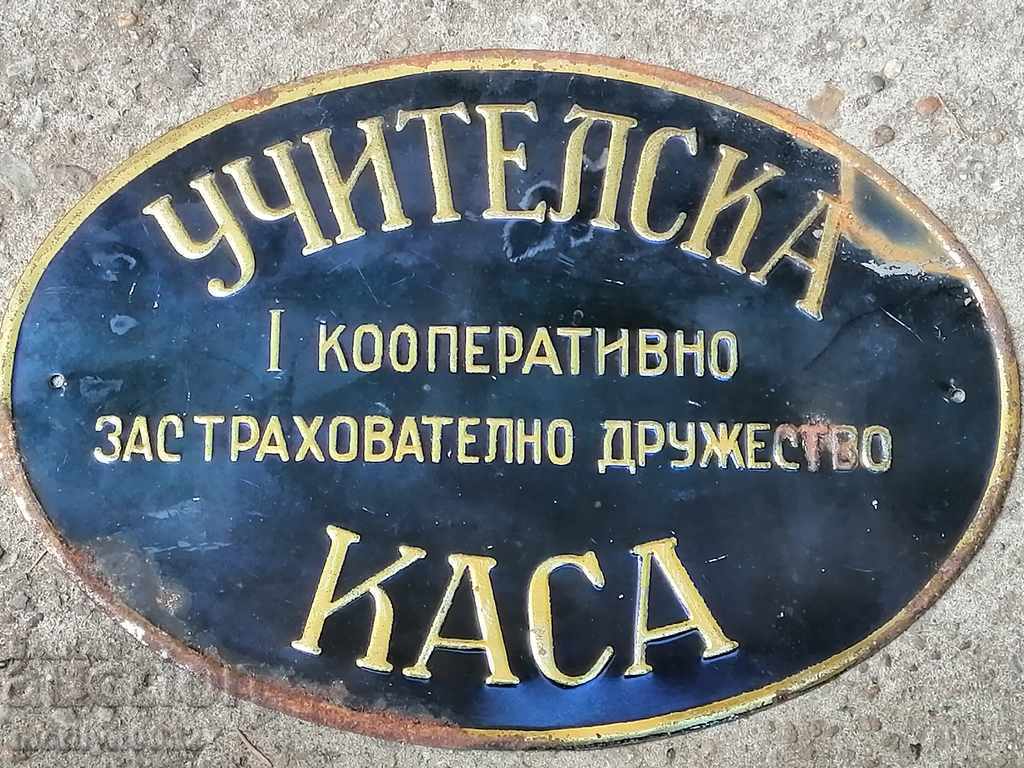 УЧИТЕЛСКА
I КООПЕРАТИВНО
ЗАСТРАХОВАТЕЛНО ДРУЖЕСТВО
КАСА